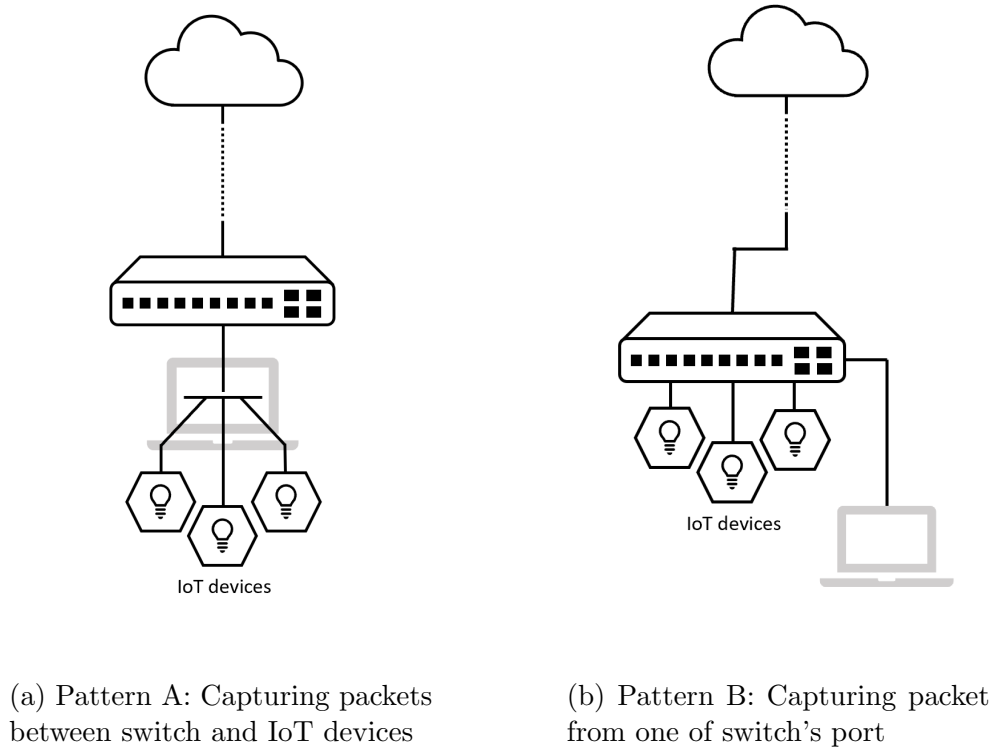 IoT devices
IoT devices
(a) Pattern A: Capturing packets
between switch and IoT devices
(b) Pattern B: Capturing packet
from one of switch's port